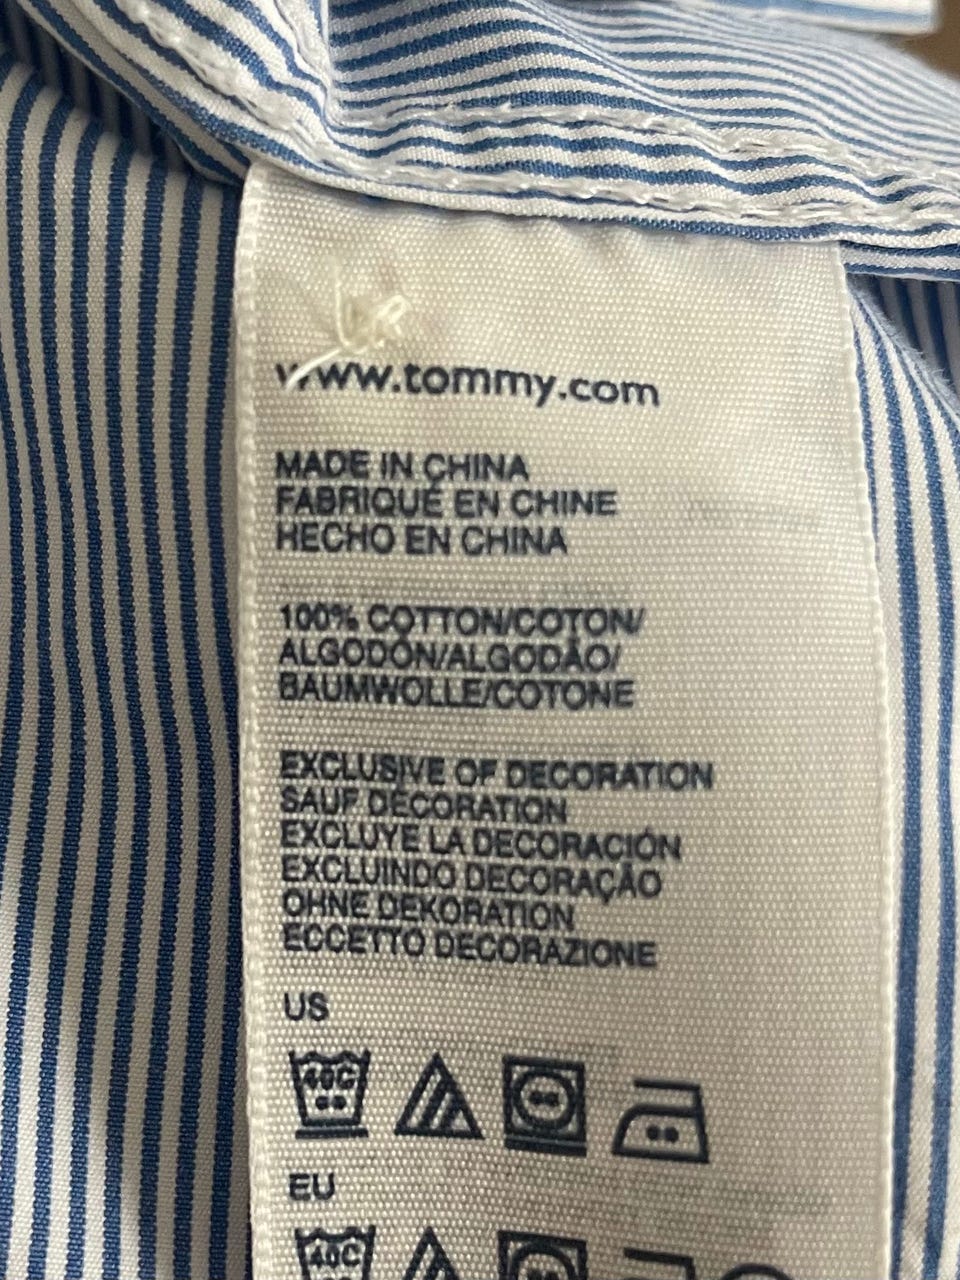 www.tommy.com
MADE IN CHINA
FABRIQUÉ EN CHINE
HECHO EN CHINA
100% COTTON/COTON/
ALGODÓN/ALGODÃO/
BAUMWOLLE/COTONE
EXCLUSIVE OF DECORATION
SAUF DÉCORATION
EXCLUYE LA DECORACIÓN
EXCLUINDO DECORAÇÃO
OHNE DEKORATION
ECCETTO DECORAZIONE
US
40C
EU
40C